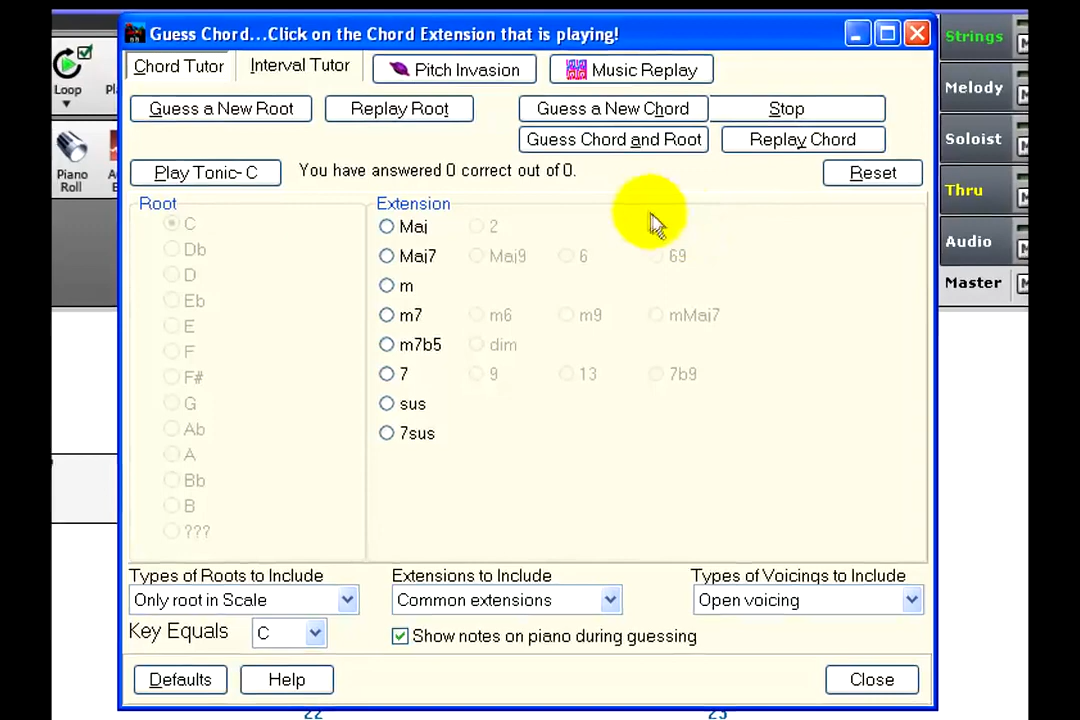 Guess Chord...Click on the Chord Extension that is playing!
Strings
Chord Tutor
Interval Tutor
Pitch Invasion
Music Replay
Loop
Melody
Guess a New Root
Replay Root
Guess a New Chord
Stop
Guess Chord and Root
Replay Chord
Soloist
Piano
Roll
Play Tonic- C
You have answered 0 correct out of 0.
Reset
Thru
Root
Extension
C
Maj
2
Db
Maj7
Maj9
6
69
Audio
D
m
Master
Eb
m7
m6
m9
mMaj7
E
F
m7b5
dim
F#
7
9
13
7b9
G
sus
Ab
7sus
A
Bb
B
???
Types of Roots to Include
Extensions to Include
Types of Voicings to Include
Only root in Scale
Common extensions
Open voicing
Key Equals
C
Show notes on piano during guessing
Defaults
Help
Close
22
23